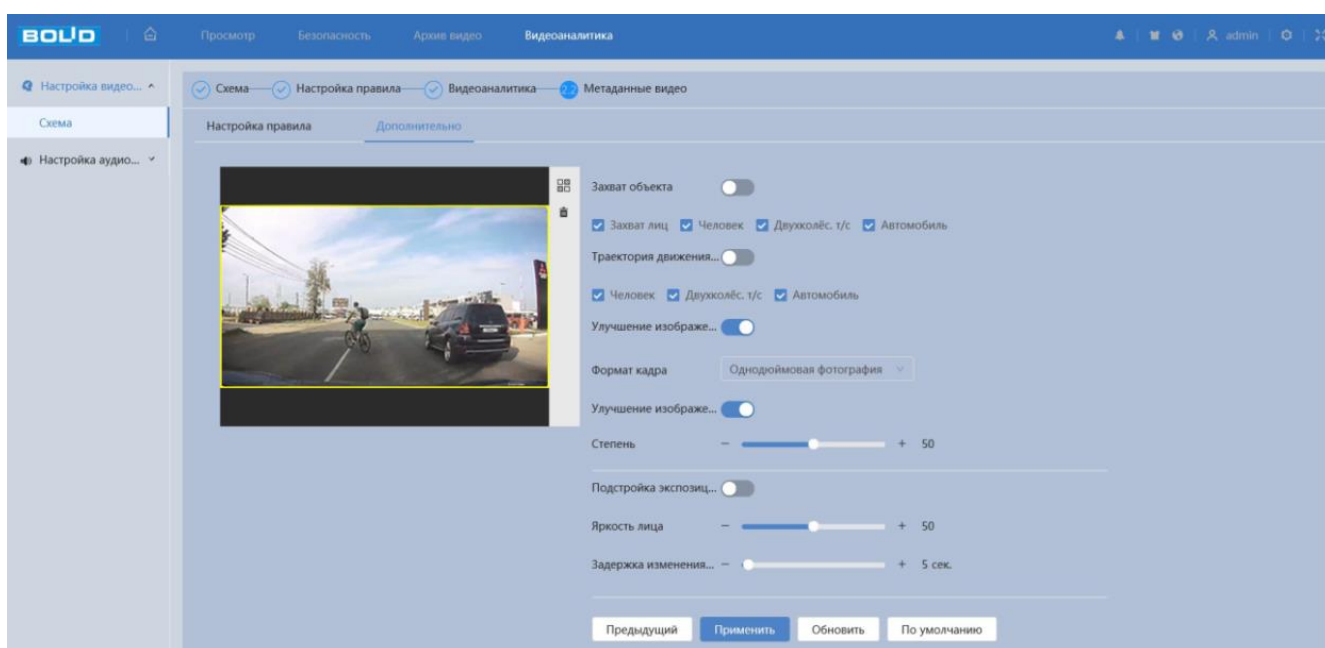 BOLID Просмотр Безопасность Архив видео Видеоаналитика admin
Настройка видео... Схема Настройка правила Видеоаналитика 2.2 Метаданные видео
Схема Настройка правила Дополнительно
Настройка аудио...
Захват объекта
Захват лиц Человек Двухколёс. т/с Автомобиль
Траектория движения...
Человек Двухколёс. т/с Автомобиль
Улучшение изображе...
Формат кадра Однодюймовая фотография
Улучшение изображе...
Степень − + 50
Подстройка экспозиц...
Яркость лица − + 50
Задержка изменения... − + 5 сек.
Предыдущий Применить Обновить По умолчанию